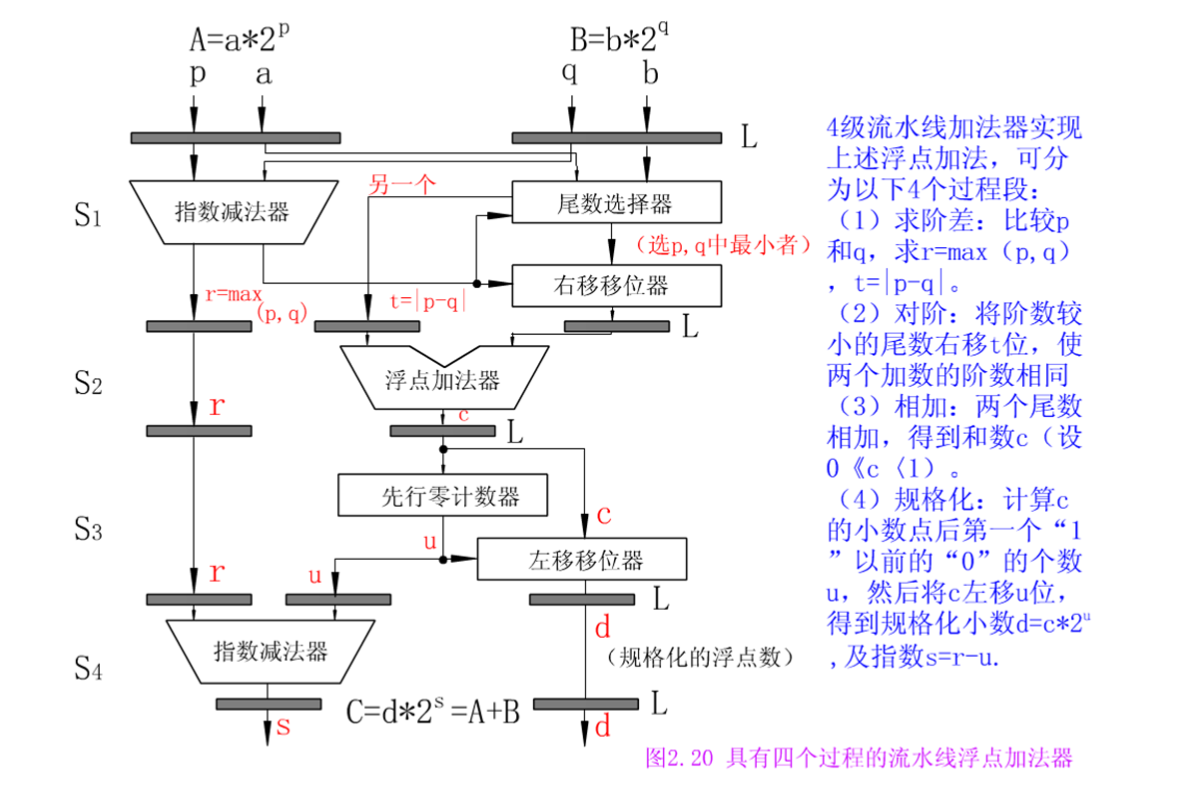 A=a*2^p
B=b*2^q
p
a
q
b
L
S1
指数减法器
另一个
尾数选择器
(选p,q中最小者)
右移移位器
r=max
(p,q)
t=|p-q|
L
S2
浮点加法器
r
c
L
先行零计数器
S3
c
u
左移移位器
r
u
L
d
指数减法器
(规格化的浮点数)
S4
C=d*2^s=A+B
L
s
d
4级流水线加法器实现
上述浮点加法，可分
为以下4个过程段：
（1）求阶差：比较p
和q，求r=max（p,q）
，t=|p-q|。
（2）对阶：将阶数较
小的尾数右移t位，使
两个加数的阶数相同
（3）相加：两个尾数
相加，得到和数c（设
0《c〈1）。
（4）规格化：计算c
的小数点后第一个“1
”以前的“0”的个数
u，然后将c左移u位，
得到规格化小数d=c*2^u
,及指数s=r-u.
图2.20 具有四个过程的流水线浮点加法器